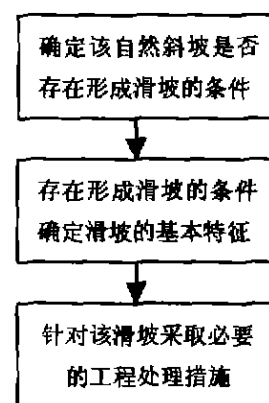 确定该自然斜坡是否
存在形成滑坡的条件
存在形成滑坡的条件
确定滑坡的基本特征
针对该滑坡采取必要
的工程处理措施